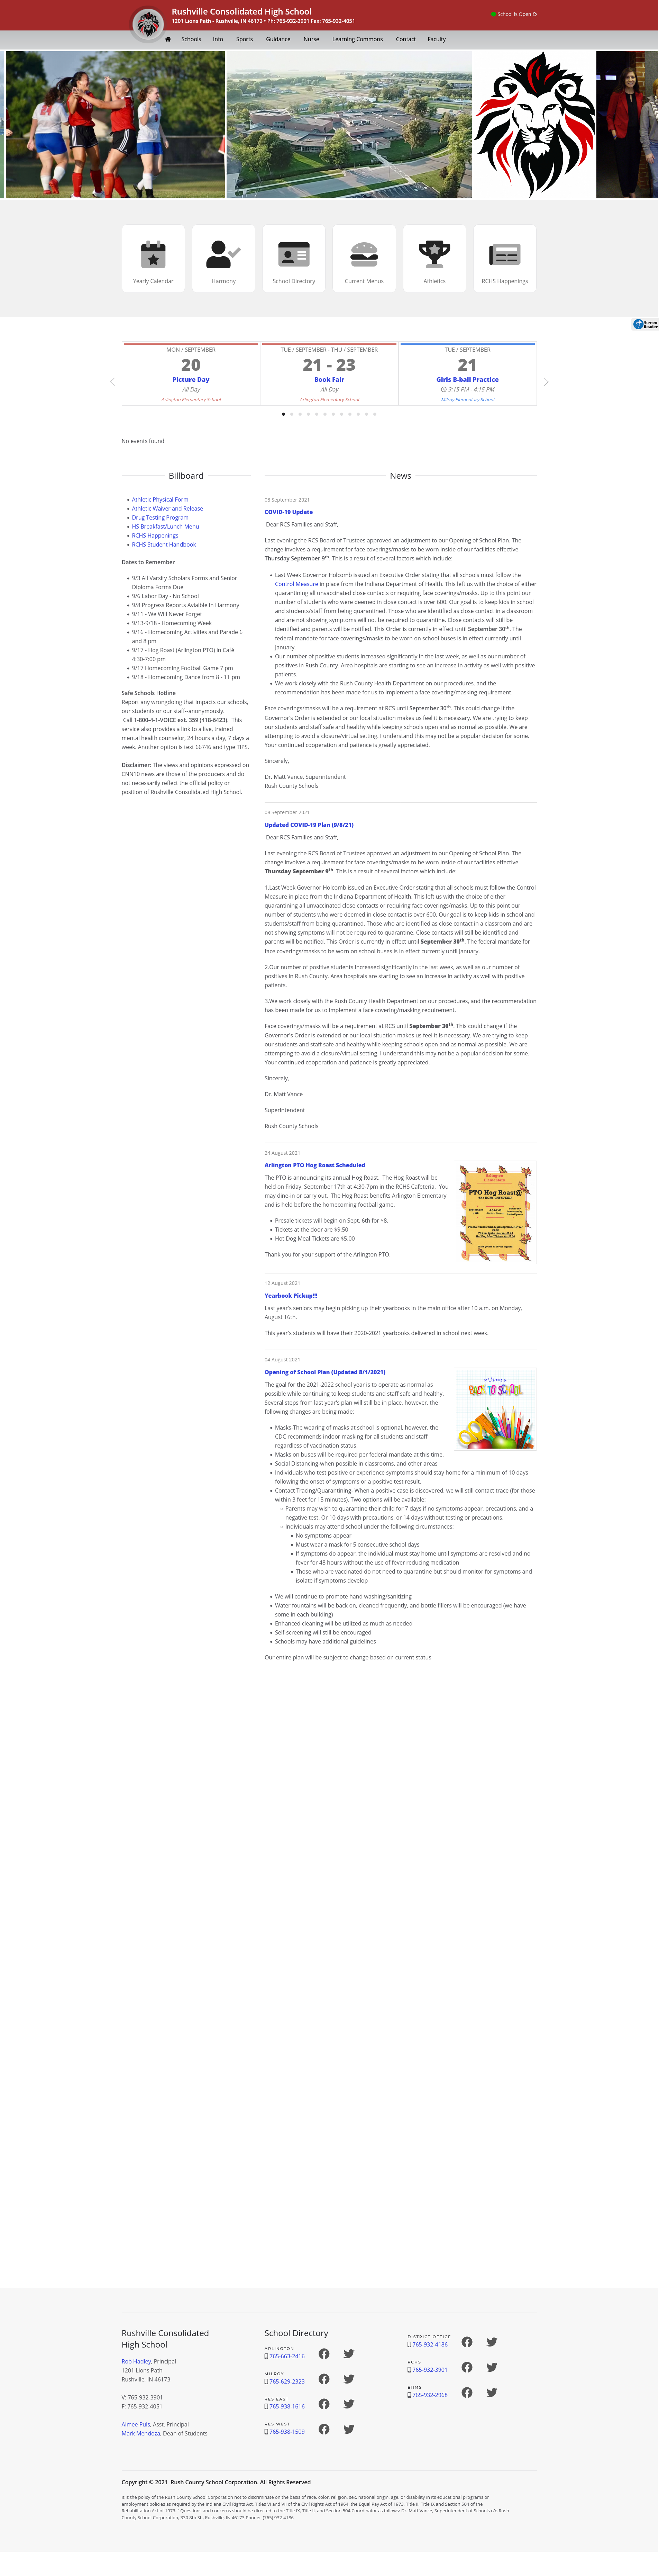 Rushville Consolidated High School
1201 Lions Path - Rushville, IN 46173 • Ph: 765-932-3901 Fax: 765-932-4051
School is Open
Schools Info Sports Guidance Nurse Learning Commons Contact Faculty
Yearly Calendar
Harmony
School Directory
Current Menus
Athletics
RCHS Happenings
Screen
Reader
MON / SEPTEMBER
20
Picture Day
All Day
Arlington Elementary School
TUE / SEPTEMBER - THU / SEPTEMBER
21 - 23
Book Fair
All Day
Arlington Elementary School
TUE / SEPTEMBER
21
Girls B-ball Practice
3:15 PM - 4:15 PM
Milroy Elementary School
No events found
Billboard
Athletic Physical Form
Athletic Waiver and Release
Drug Testing Program
HS Breakfast/Lunch Menu
RCHS Happenings
RCHS Student Handbook
Dates to Remember
9/3 All Varsity Scholars Forms and Senior
Diploma Forms Due
9/6 Labor Day - No School
9/8 Progress Reports Avalble in Harmony
9/11 - We Will Never Forget
9/13-9/18 - Homecoming Week
9/16 - Homecoming Activities and Parade 6
and 8 pm
9/17 - Hog Roast (Arlington PTO) in Café
4:30-7:00 pm
9/17 Homecoming Football Game 7 pm
9/18 - Homecoming Dance from 8 - 11 pm
Safe Schools Hotline
Report any wrongdoing that impacts our schools,
our students or our staff--anonymously.
Call 1-800-4-1-VOICE ext. 359 (418-6423). This
service also provides a link to a live, trained
mental health counselor, 24 hours a day, 7 days a
week. Another option is text 66746 and type TIPS.
Disclaimer: The views and opinions expressed on
CNN10 news are those of the producers and do
not necessarily reflect the official policy or
position of Rushville Consolidated High School.
News
08 September 2021
COVID-19 Update
Dear RCS Families and Staff,
Last evening the RCS Board of Trustees approved an adjustment to our Opening of School Plan. The
change involves a requirement for face coverings/masks to be worn inside of our facilities effective
Thursday September 9th. This is a result of several factors which include:
Last Week Governor Holcomb issued an Executive Order stating that all schools must follow the
Control Measure in place from the Indiana Department of Health. This left us with the choice of either
quarantining all unvaccinated close contacts or requiring face coverings/masks. Up to this point our
number of students who were deemed in close contact is over 600. Our goal is to keep kids in school
and students/staff from being quarantined. Those who are identified as close contact in a classroom
and are not showing symptoms will not be required to quarantine. Close contacts will still be
identified and parents will be notified. This Order is currently in effect until September 30th. The
federal mandate for face coverings/masks to be worn on school buses is in effect currently until
January.
Our number of positive students increased significantly in the last week, as well as our number of
positives in Rush County. Area hospitals are starting to see an increase in activity as well with positive
patients.
We work closely with the Rush County Health Department on our procedures, and the
recommendation has been made for us to implement a face covering/masking requirement.
Face coverings/masks will be a requirement at RCS until September 30th. This could change if the
Governor's Order is extended or our local situation makes us feel it is necessary. We are trying to keep
our students and staff safe and healthy while keeping schools open and as normal as possible. We are
attempting to avoid a closure/virtual setting. I understand this may not be a popular decision for some.
Your continued cooperation and patience is greatly appreciated.
Sincerely,
Dr. Matt Vance, Superintendent
Rush County Schools
08 September 2021
Updated COVID-19 Plan (9/8/21)
Dear RCS Families and Staff,
Last evening the RCS Board of Trustees approved an adjustment to our Opening of School Plan. The
change involves a requirement for face coverings/masks to be worn inside of our facilities effective
Thursday September 9th. This is a result of several factors which include:
1.Last Week Governor Holcomb issued an Executive Order stating that all schools must follow the Control
Measure in place from the Indiana Department of Health. This left us with the choice of either
quarantining all unvaccinated close contacts or requiring face coverings/masks. Up to this point our
number of students who were deemed in close contact is over 600. Our goal is to keep kids in school and
students/staff from being quarantined. Those who are identified as close contact in a classroom and are
not showing symptoms will not be required to quarantine. Close contacts will still be identified and
parents will be notified. This Order is currently in effect until September 30th. The federal mandate for
face coverings/masks to be worn on school buses is in effect currently until January.
2.Our number of positive students increased significantly in the last week, as well as our number of
positives in Rush County. Area hospitals are starting to see an increase in activity as well with positive
patients.
3.We work closely with the Rush County Health Department on our procedures, and the recommendation
has been made for us to implement a face covering/masking requirement.
Face coverings/masks will be a requirement at RCS until September 30th. This could change if the
Governor's Order is extended or our local situation makes us feel it is necessary. We are trying to keep
our students and staff safe and healthy while keeping schools open and as normal as possible. We are
attempting to avoid a closure/virtual setting. I understand this may not be a popular decision for some.
Your continued cooperation and patience is greatly appreciated.
Sincerely,
Dr. Matt Vance
Superintendent
Rush County Schools
24 August 2021
Arlington PTO Hog Roast Scheduled
The PTO is announcing its annual Hog Roast. The Hog Roast will be
held on Friday, September 17th at 4:30-7pm in the RCHS Cafeteria. You
may dine-in or carry out. The Hog Roast benefits Arlington Elementary
and is held before the homecoming football game.
Presale tickets will begin on Sept. 6th for $8.
Tickets at the door are $9.50
Hot Dog Meal Tickets are $5.00
Thank you for your support of the Arlington PTO.
Arlington
Elementary
PTO Hog Roast@
12 August 2021
Yearbook Pickup!!!
Last year's seniors may begin picking up their yearbooks in the main office after 10 a.m. on Monday,
August 16th.
This year's students will have their 2020-2021 yearbooks delivered in school next week.
04 August 2021
Opening of School Plan (Updated 8/1/2021)
The goal for the 2021-2022 school year is to operate as normal as
possible while continuing to keep students and staff safe and healthy.
Several steps from last year's plan will still be in place, however, the
following changes are being made:
Welcome
BACK TO SCHOOL
Masks-The wearing of masks at school is optional, however, the
CDC recommends indoor masking for all students and staff
regardless of vaccination status.
Masks on buses will be required per federal mandate at this time.
Social Distancing-when possible in classrooms, and other areas
Individuals who test positive or experience symptoms should stay home for a minimum of 10 days
following the onset of symptoms or a positive test result.
Contact Tracing/Quarantining- When a positive case is discovered, we will still contact trace (for those
within 3 feet for 15 minutes). Two options will be available:
Parents may wish to quarantine their child for 7 days if no symptoms appear, precautions, and a
negative test. Or 10 days with precautions, or 14 days without testing or precautions.
Individuals may attend school under the following circumstances:
No symptoms appear
Must wear a mask for 5 consecutive school days
If symptoms do appear, the individual must stay home until symptoms are resolved and no
fever for 48 hours without the use of fever reducing medication
Those who are vaccinated do not need to quarantine but should monitor for symptoms and
isolate if symptoms develop
We will continue to promote hand washing/sanitizing
Water fountains will be back on, cleaned frequently, and bottle fillers will be encouraged (we have
some in each building)
Enhanced cleaning will be utilized as much as needed
Self-screening will still be encouraged
Schools may have additional guidelines
Our entire plan will be subject to change based on current status
Rushville Consolidated
High School
Rob Hadley, Principal
1201 Lions Path
Rushville, IN 46173
V: 765-932-3901
F: 765-932-4051
Aimee Puls, Asst. Principal
Mark Mendoza, Dean of Students
School Directory
ARLINGTON
765-663-2416
MILROY
765-629-2323
RES EAST
765-938-1616
RES WEST
765-938-1509
DISTRICT OFFICE
765-932-4186
RCHS
765-932-3901
BRMS
765-932-2968
Copyright © 2021 Rush County School Corporation. All Rights Reserved
It is the policy of the Rush County School Corporation not to discriminate on the basis of race, color, religion, sex, national origin, age, or disability in its educational programs or
employment policies as required by the Indiana Civil Rights Act, Titles VI and VII of the Civil Rights Act of 1964, the Equal Pay Act of 1973, Title II, Title IX and Section 504 of the
Rehabilitation Act of 1973. " Questions and concerns should be directed to the Title IX, Title II, and Section 504 Coordinator as follows: Dr. Matt Vance, Superintendent of Schools c/o Rush
County School Corporation, 330 8th St., Rushville, IN 46173 Phone- (765) 932-4186